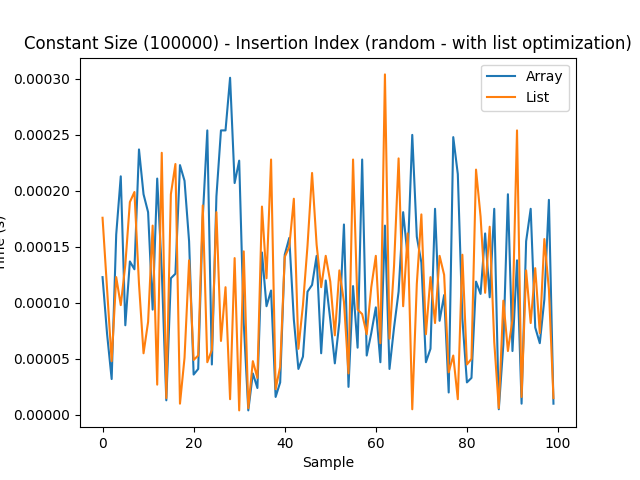 Constant Size (100000) - Insertion Index (random - with list optimization)
Array
List
0.00030
0.00025
0.00020
0.00015
0.00010
0.00005
0.00000
Time (s)
0 20 40 60 80 100
Sample